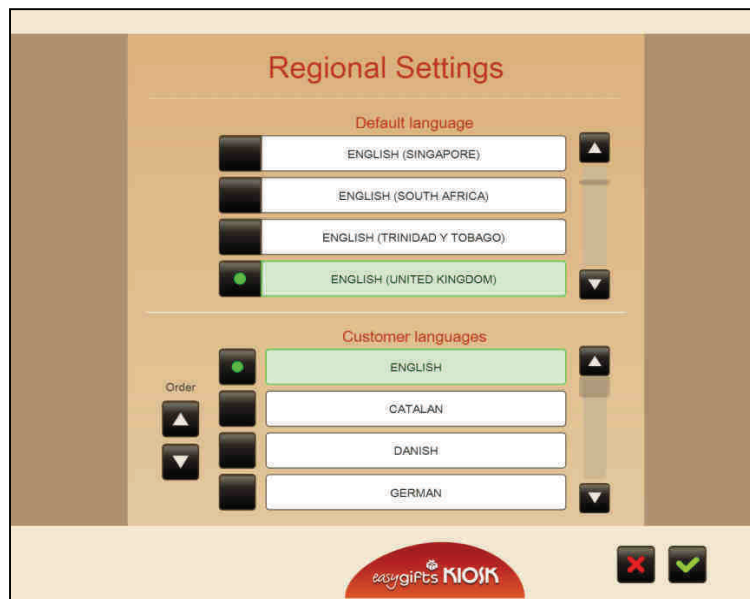 Regional Settings
Default language
ENGLISH (SINGAPORE)
ENGLISH (SOUTH AFRICA)
ENGLISH (TRINIDAD Y TOBAGO)
ENGLISH (UNITED KINGDOM)
Customer languages
ENGLISH
Order
CATALAN
DANISH
GERMAN
easygifts KIOSK